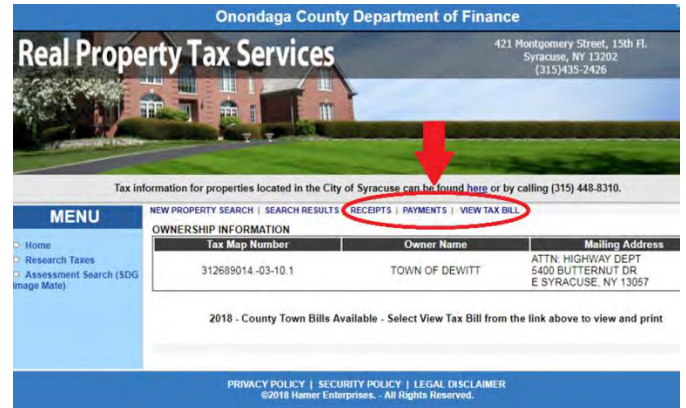 Onondaga County Department of Finance
Real Property Tax Services
421 Montgomery Street, 15th Fl.
Syracuse, NY 13202
(315)435-2426
Tax information for properties located in the City of Syracuse can be found here or by calling (315) 448-8310.
MENU
Home
Research Taxes
Assessment Search (SDG
Image Mate)
NEW PROPERTY SEARCH | SEARCH RESULTS | RECEIPTS | PAYMENTS | VIEW TAX BILL
OWNERSHIP INFORMATION
Tax Map Number Owner Name Mailing Address
312689014.-03-10.1 TOWN OF DEWITT ATTN: HIGHWAY DEPT
5400 BUTTERNUT DR
E SYRACUSE, NY 13057
2018 - County Town Bills Available - Select View Tax Bill from the link above to view and print
PRIVACY POLICY | SECURITY POLICY | LEGAL DISCLAIMER
©2018 Hamer Enterprises. - All Rights Reserved.